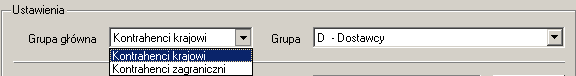 Ustawienia
Grupa główna Kontrahenci krajowi Grupa D - Dostawcy
Kontrahenci krajowi
Kontrahenci zagraniczni